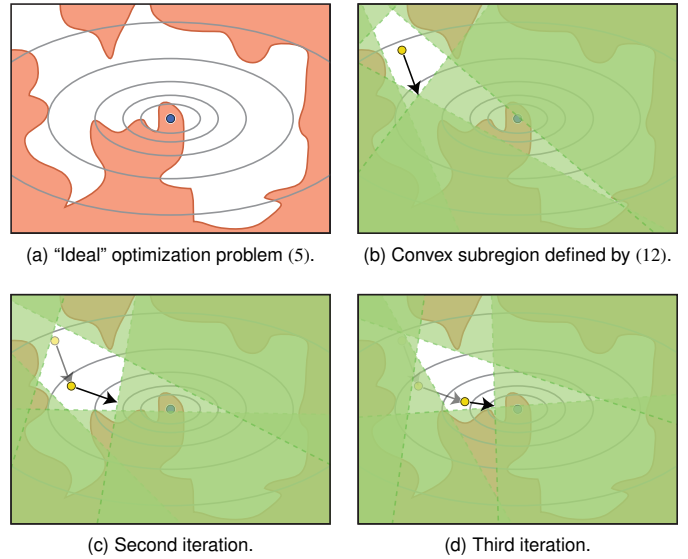 (a) “Ideal” optimization problem (5).
(b) Convex subregion defined by (12).
(c) Second iteration.
(d) Third iteration.